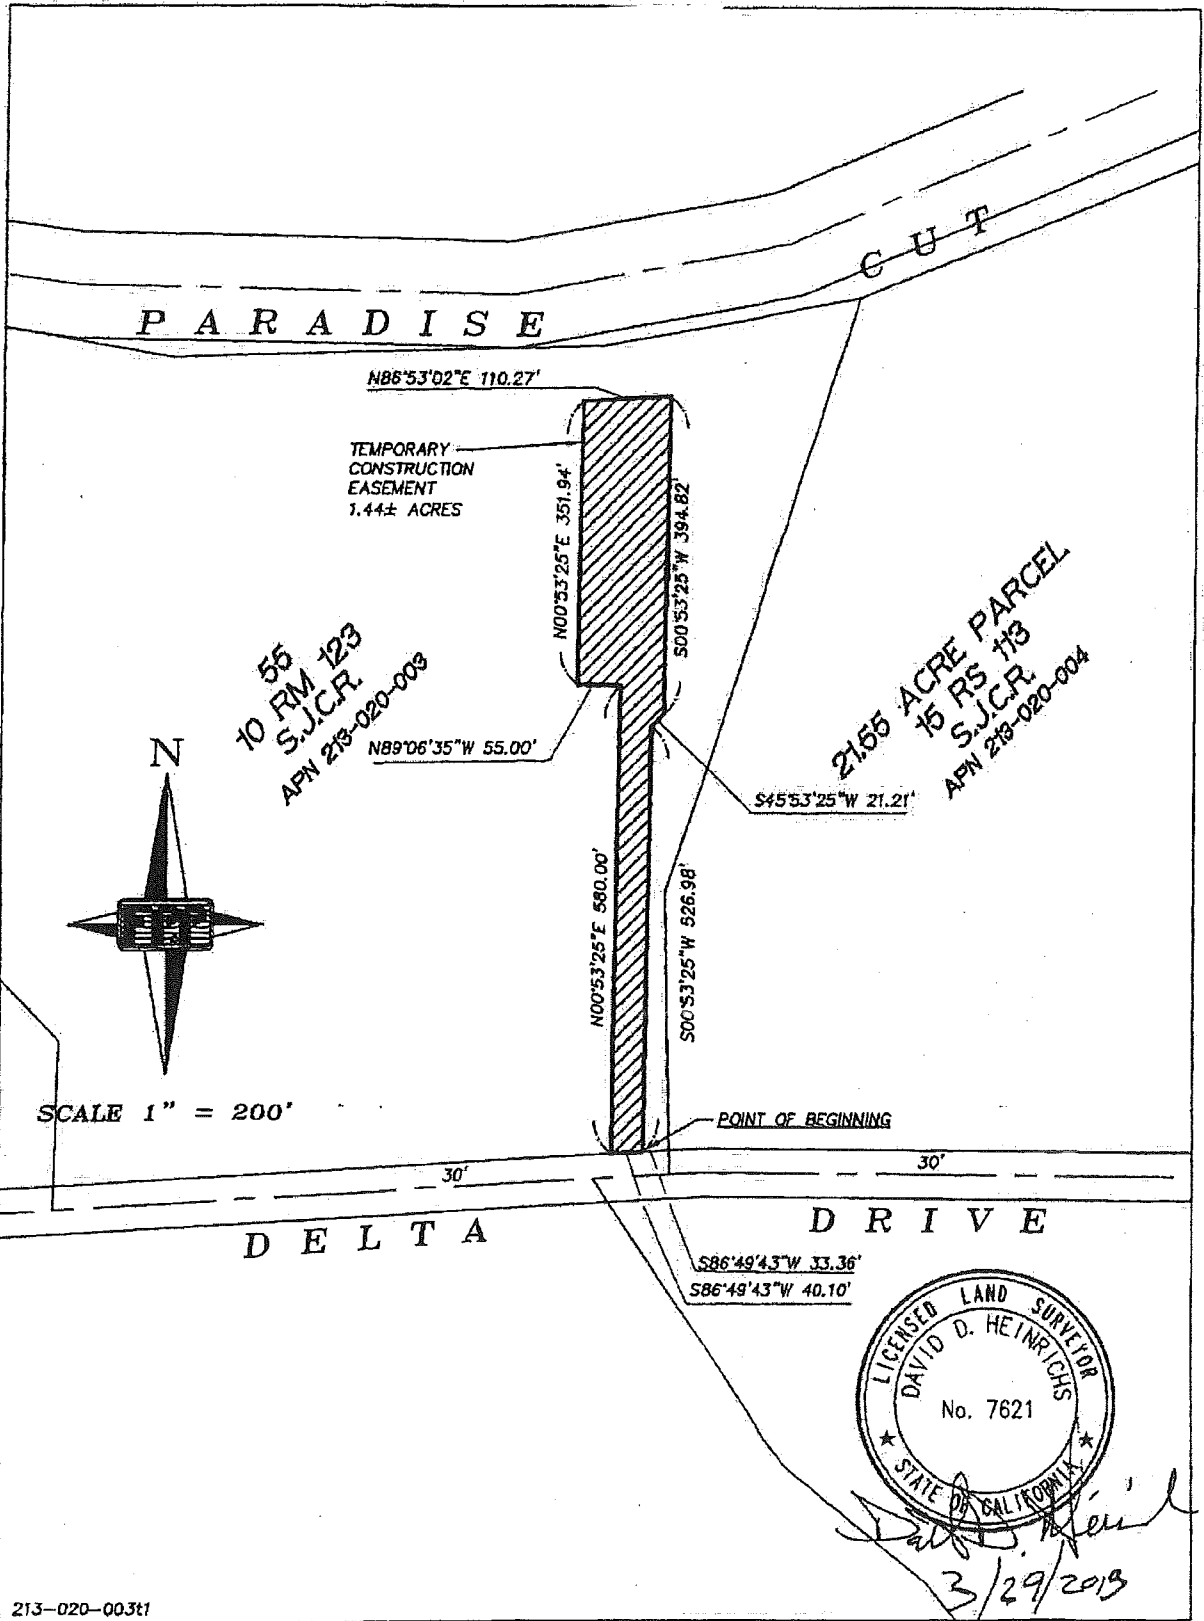 CUT
PARADISE
N86°53'02"E 110.27'
TEMPORARY
CONSTRUCTION
EASEMENT
1.44± ACRES
N00°53'25"E 351.94'
S00°53'25"W 394.82'
55
10 RM 123
S.J.C.R.
APN 213-020-003
21.55 ACRE PARCEL
15 RS 113
S.J.C.R.
APN 213-020-004
N89°06'35"W 55.00'
S45°53'25"W 21.21'
N
N00°53'25"E 580.00'
S00°53'25"W 526.98'
SCALE 1" = 200'
POINT OF BEGINNING
30'
30'
DELTA DRIVE
S86°49'43"W 33.36'
S86°49'43"W 40.10'
LICENSED LAND SURVEYOR
DAVID D. HEINRICHS
No. 7621
STATE OF CALIFORNIA
213-020-003t1